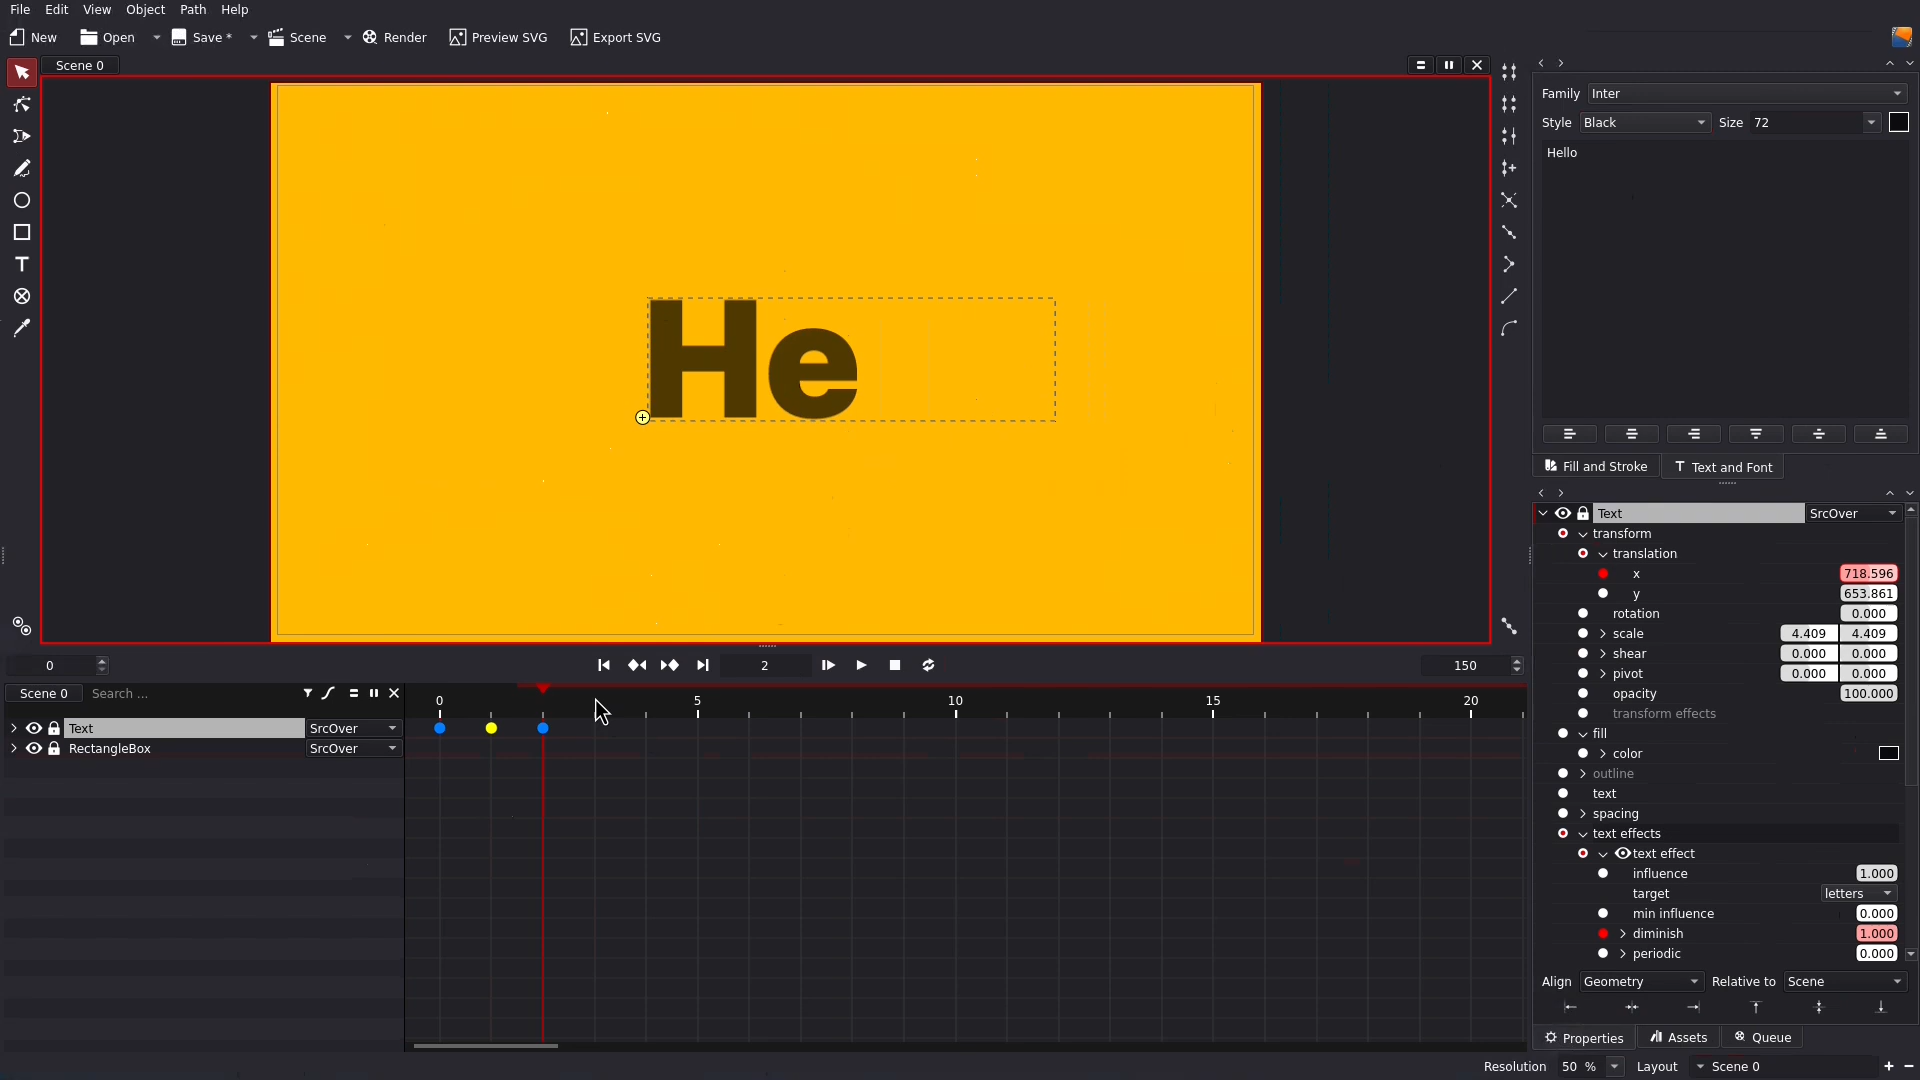 File Edit View Object Path Help
New Open Save * Scene Render Preview SVG Export SVG
Scene 0
Family Inter
Style Black Size 72
Hello
He
Fill and Stroke Text and Font
Text SrcOver
transform
translation
x 718.596
y 653.861
rotation 0.000
scale 4.409 4.409
shear 0.000 0.000
pivot 0.000 0.000
opacity 100.000
transform effects
fill
color
outline
text
spacing
text effects
text effect
influence 1.000
target letters
min influence 0.000
diminish 1.000
periodic 0.000
Align Geometry Relative to Scene
Properties Assets Queue
0 2 150
Scene 0 Search ... 0 5 10 15 20
Text SrcOver
RectangleBox SrcOver
Resolution 50 % Layout Scene 0